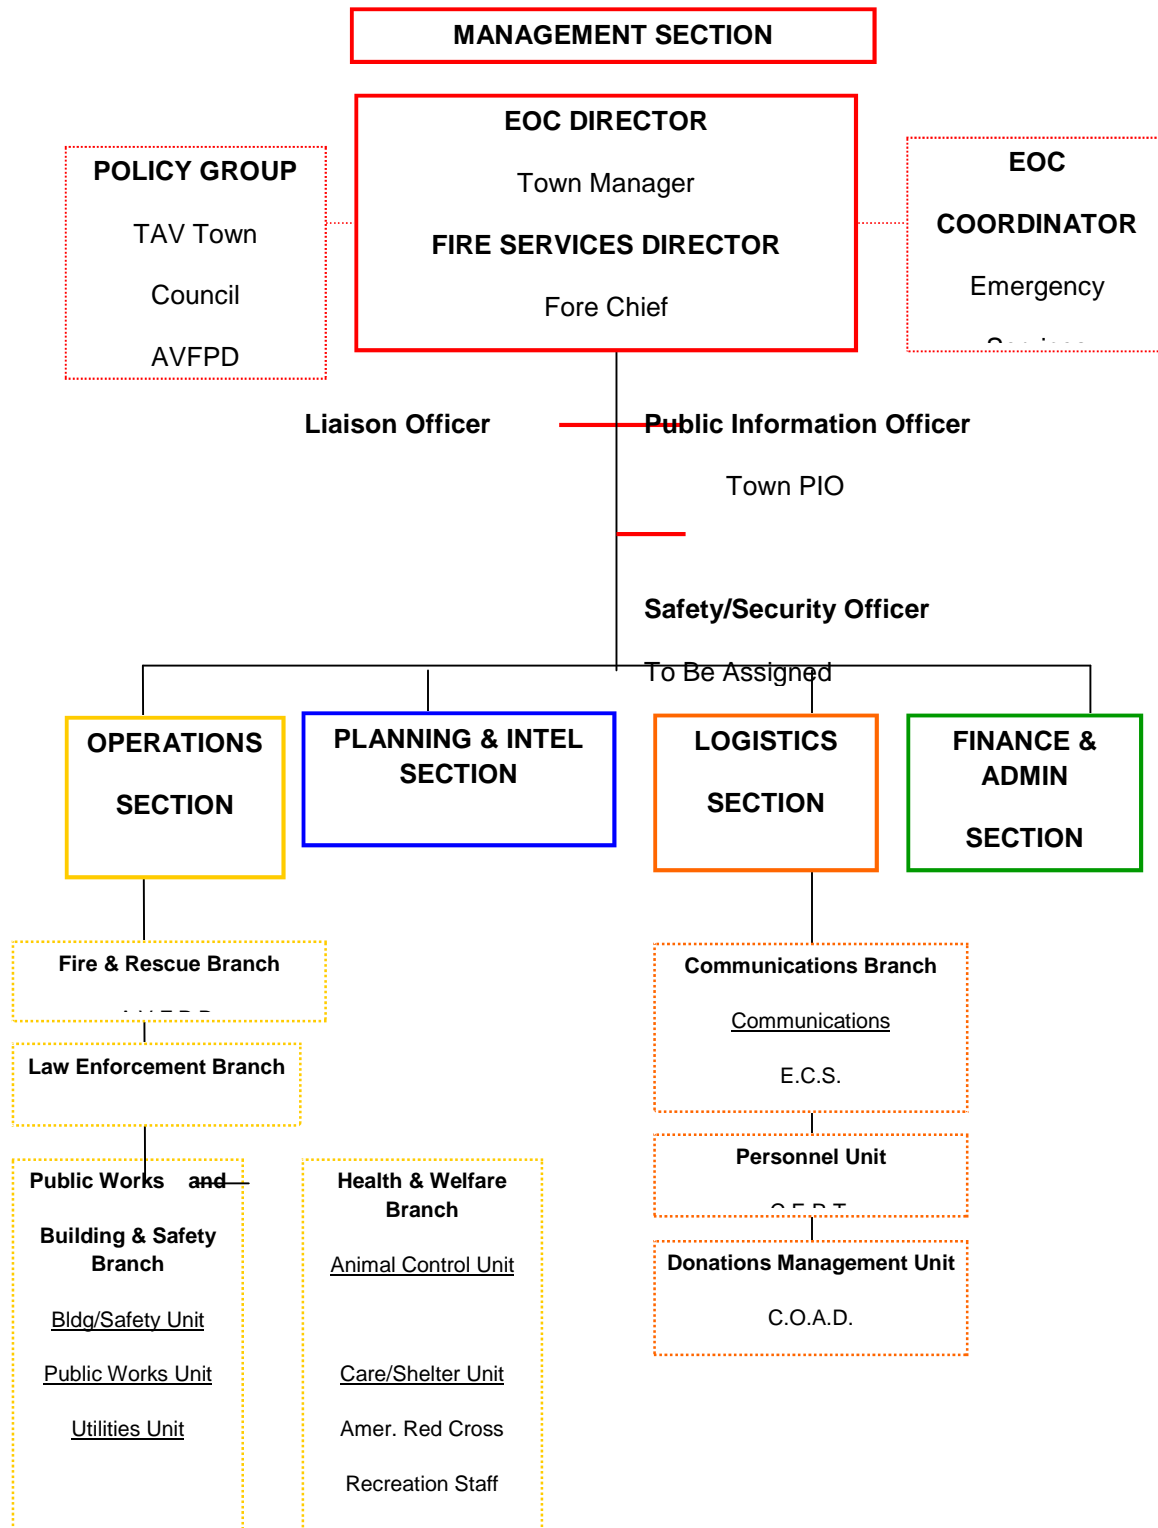 MANAGEMENT SECTION
EOC DIRECTOR
Town Manager
FIRE SERVICES DIRECTOR
Fore Chief
POLICY GROUP
TAV Town
Council
AVFPD
EOC
COORDINATOR
Emergency
Liaison Officer
Public Information Officer
Town PIO
Safety/Security Officer
To Be Assigned
OPERATIONS
SECTION
PLANNING & INTEL
SECTION
LOGISTICS
SECTION
FINANCE &
ADMIN
SECTION
Fire & Rescue Branch
Law Enforcement Branch
Public Works and
Building & Safety
Branch
Bldg/Safety Unit
Public Works Unit
Utilities Unit
Health & Welfare
Branch
Animal Control Unit
Care/Shelter Unit
Amer. Red Cross
Recreation Staff
Communications Branch
Communications
E.C.S.
Personnel Unit
Donations Management Unit
C.O.A.D.